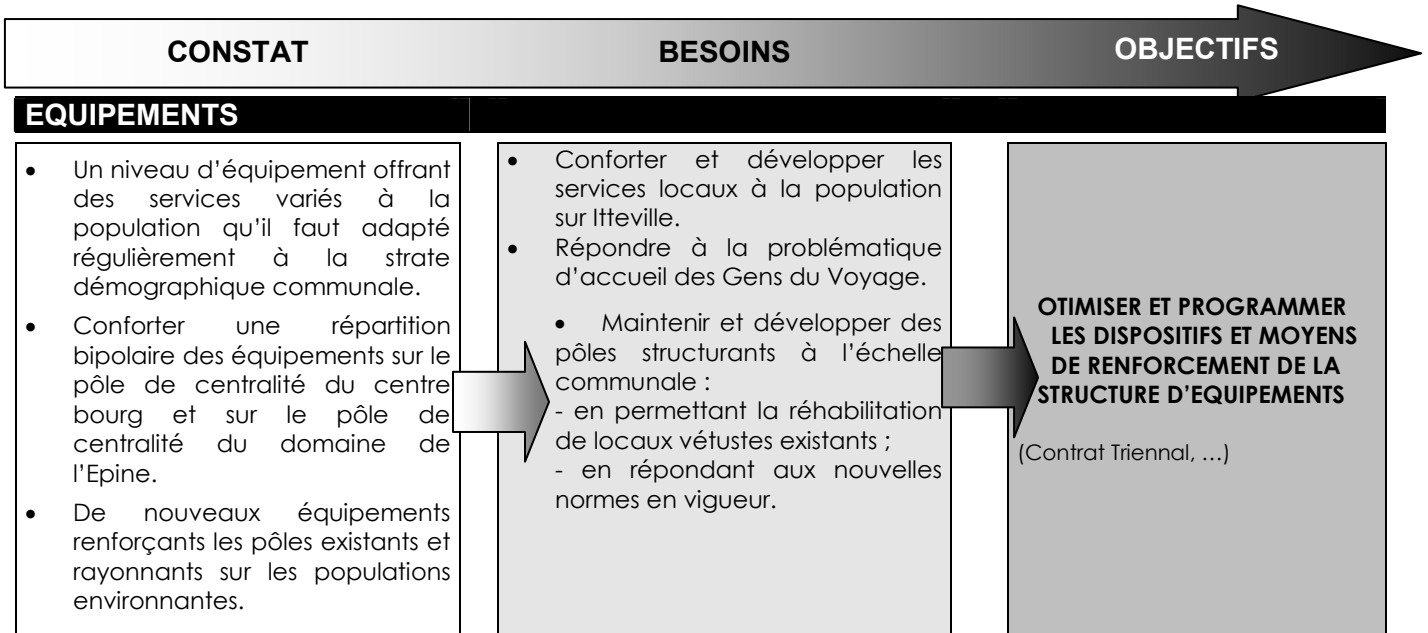 CONSTAT BESOINS OBJECTIFS
EQUIPEMENTS
• Un niveau d’équipement offrant
des services variés à la
population qu’il faut adapté
régulièrement à la strate
démographique communale.
• Conforter une répartition
bipolaire des équipements sur le
pôle de centralité du centre
bourg et sur le pôle de
centralité du domaine de
l’Epine.
• De nouveaux équipements
renforçants les pôles existants et
rayonnants sur les populations
environnantes.
• Conforter et développer les
services locaux à la population
sur Itteville.
• Répondre à la problématique
d’accueil des Gens du Voyage.
• Maintenir et développer des
pôles structurants à l’échelle
communale :
- en permettant la réhabilitation
de locaux vétustes existants ;
- en répondant aux nouvelles
normes en vigueur.
OTIMISER ET PROGRAMMER
LES DISPOSITIFS ET MOYENS
DE RENFORCEMENT DE LA
STRUCTURE D’EQUIPEMENTS
(Contrat Triennal, …)